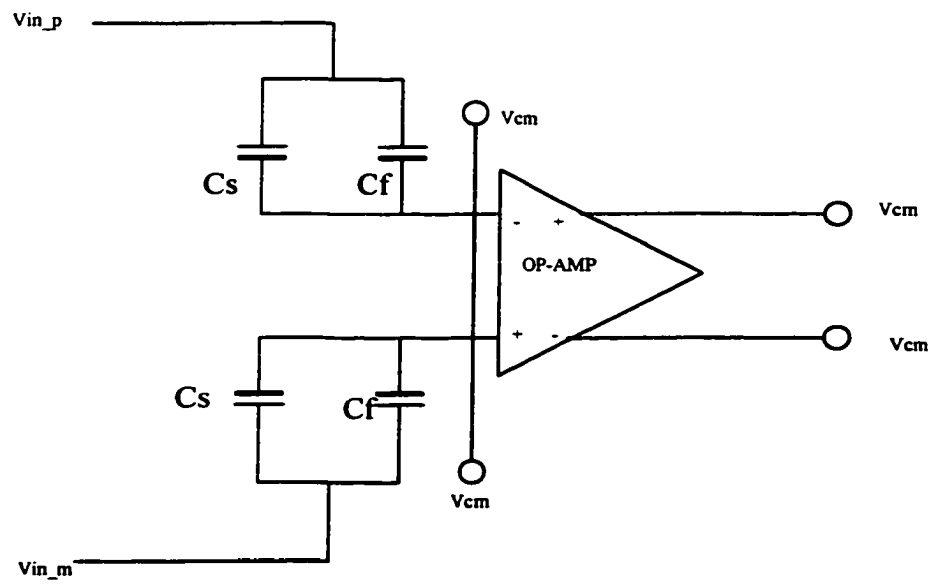 Vin_p
Vcm
Cs
Cf
Vcm
- +
OP-AMP
+ -
Vcm
Cs
Cf
Vcm
Vin_m